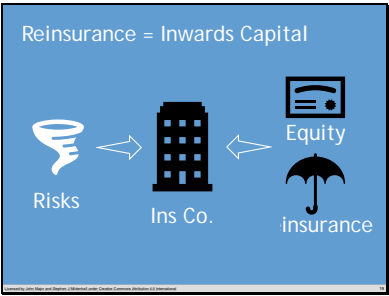 Reinsurance = Inwards Capital
Equity
Risks
Ins Co.
insurance
Licensed by John Major and Stephen J Mildenhall under Creative Commons Attribution 4.0 International.